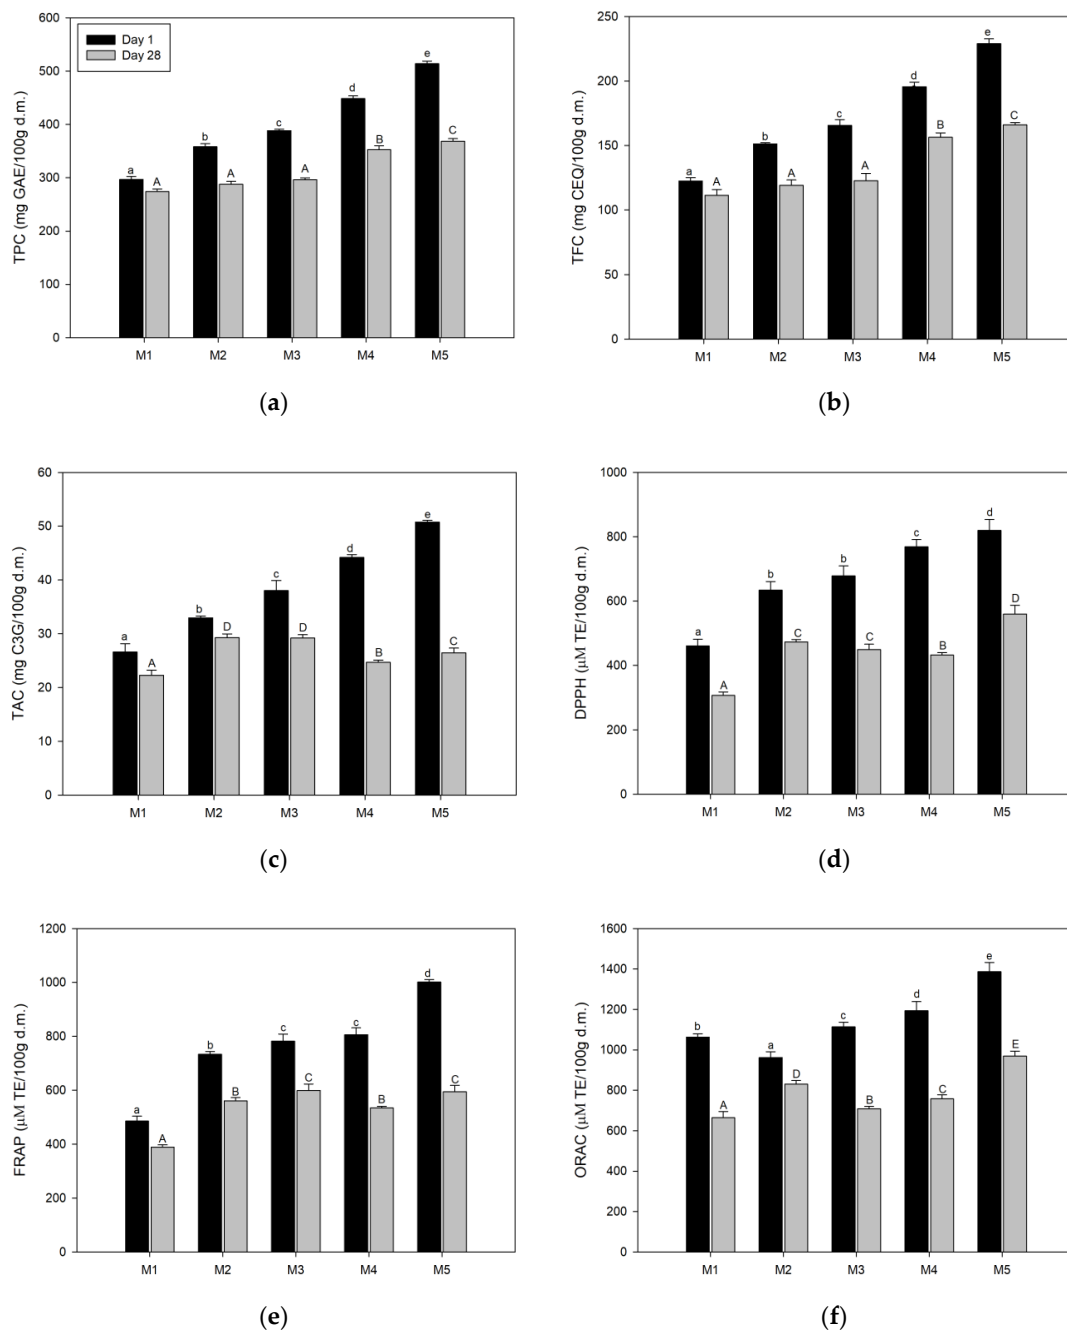 600
500
400
300
200
100
0
TPC (mg GAE/100g d.m.)
Day 1
Day 28
a A b A c A d B e C
M1 M2 M3 M4 M5
(a)
250
200
150
100
50
0
TFC (mg CEQ/100g d.m.)
a A b A c A d B e C
M1 M2 M3 M4 M5
(b)
60
50
40
30
20
10
0
TAC (mg C3G/100g d.m.)
a A b D c D d B e C
M1 M2 M3 M4 M5
(c)
1000
800
600
400
200
0
DPPH (μM TE/100g d.m.)
a A b C b C c B d D
M1 M2 M3 M4 M5
(d)
1200
1000
800
600
400
200
0
FRAP (μM TE/100g d.m.)
a A b B c C c B d C
M1 M2 M3 M4 M5
(e)
1600
1400
1200
1000
800
600
400
200
0
ORAC (μM TE/100g d.m.)
b A a D c B d C e E
M1 M2 M3 M4 M5
(f)